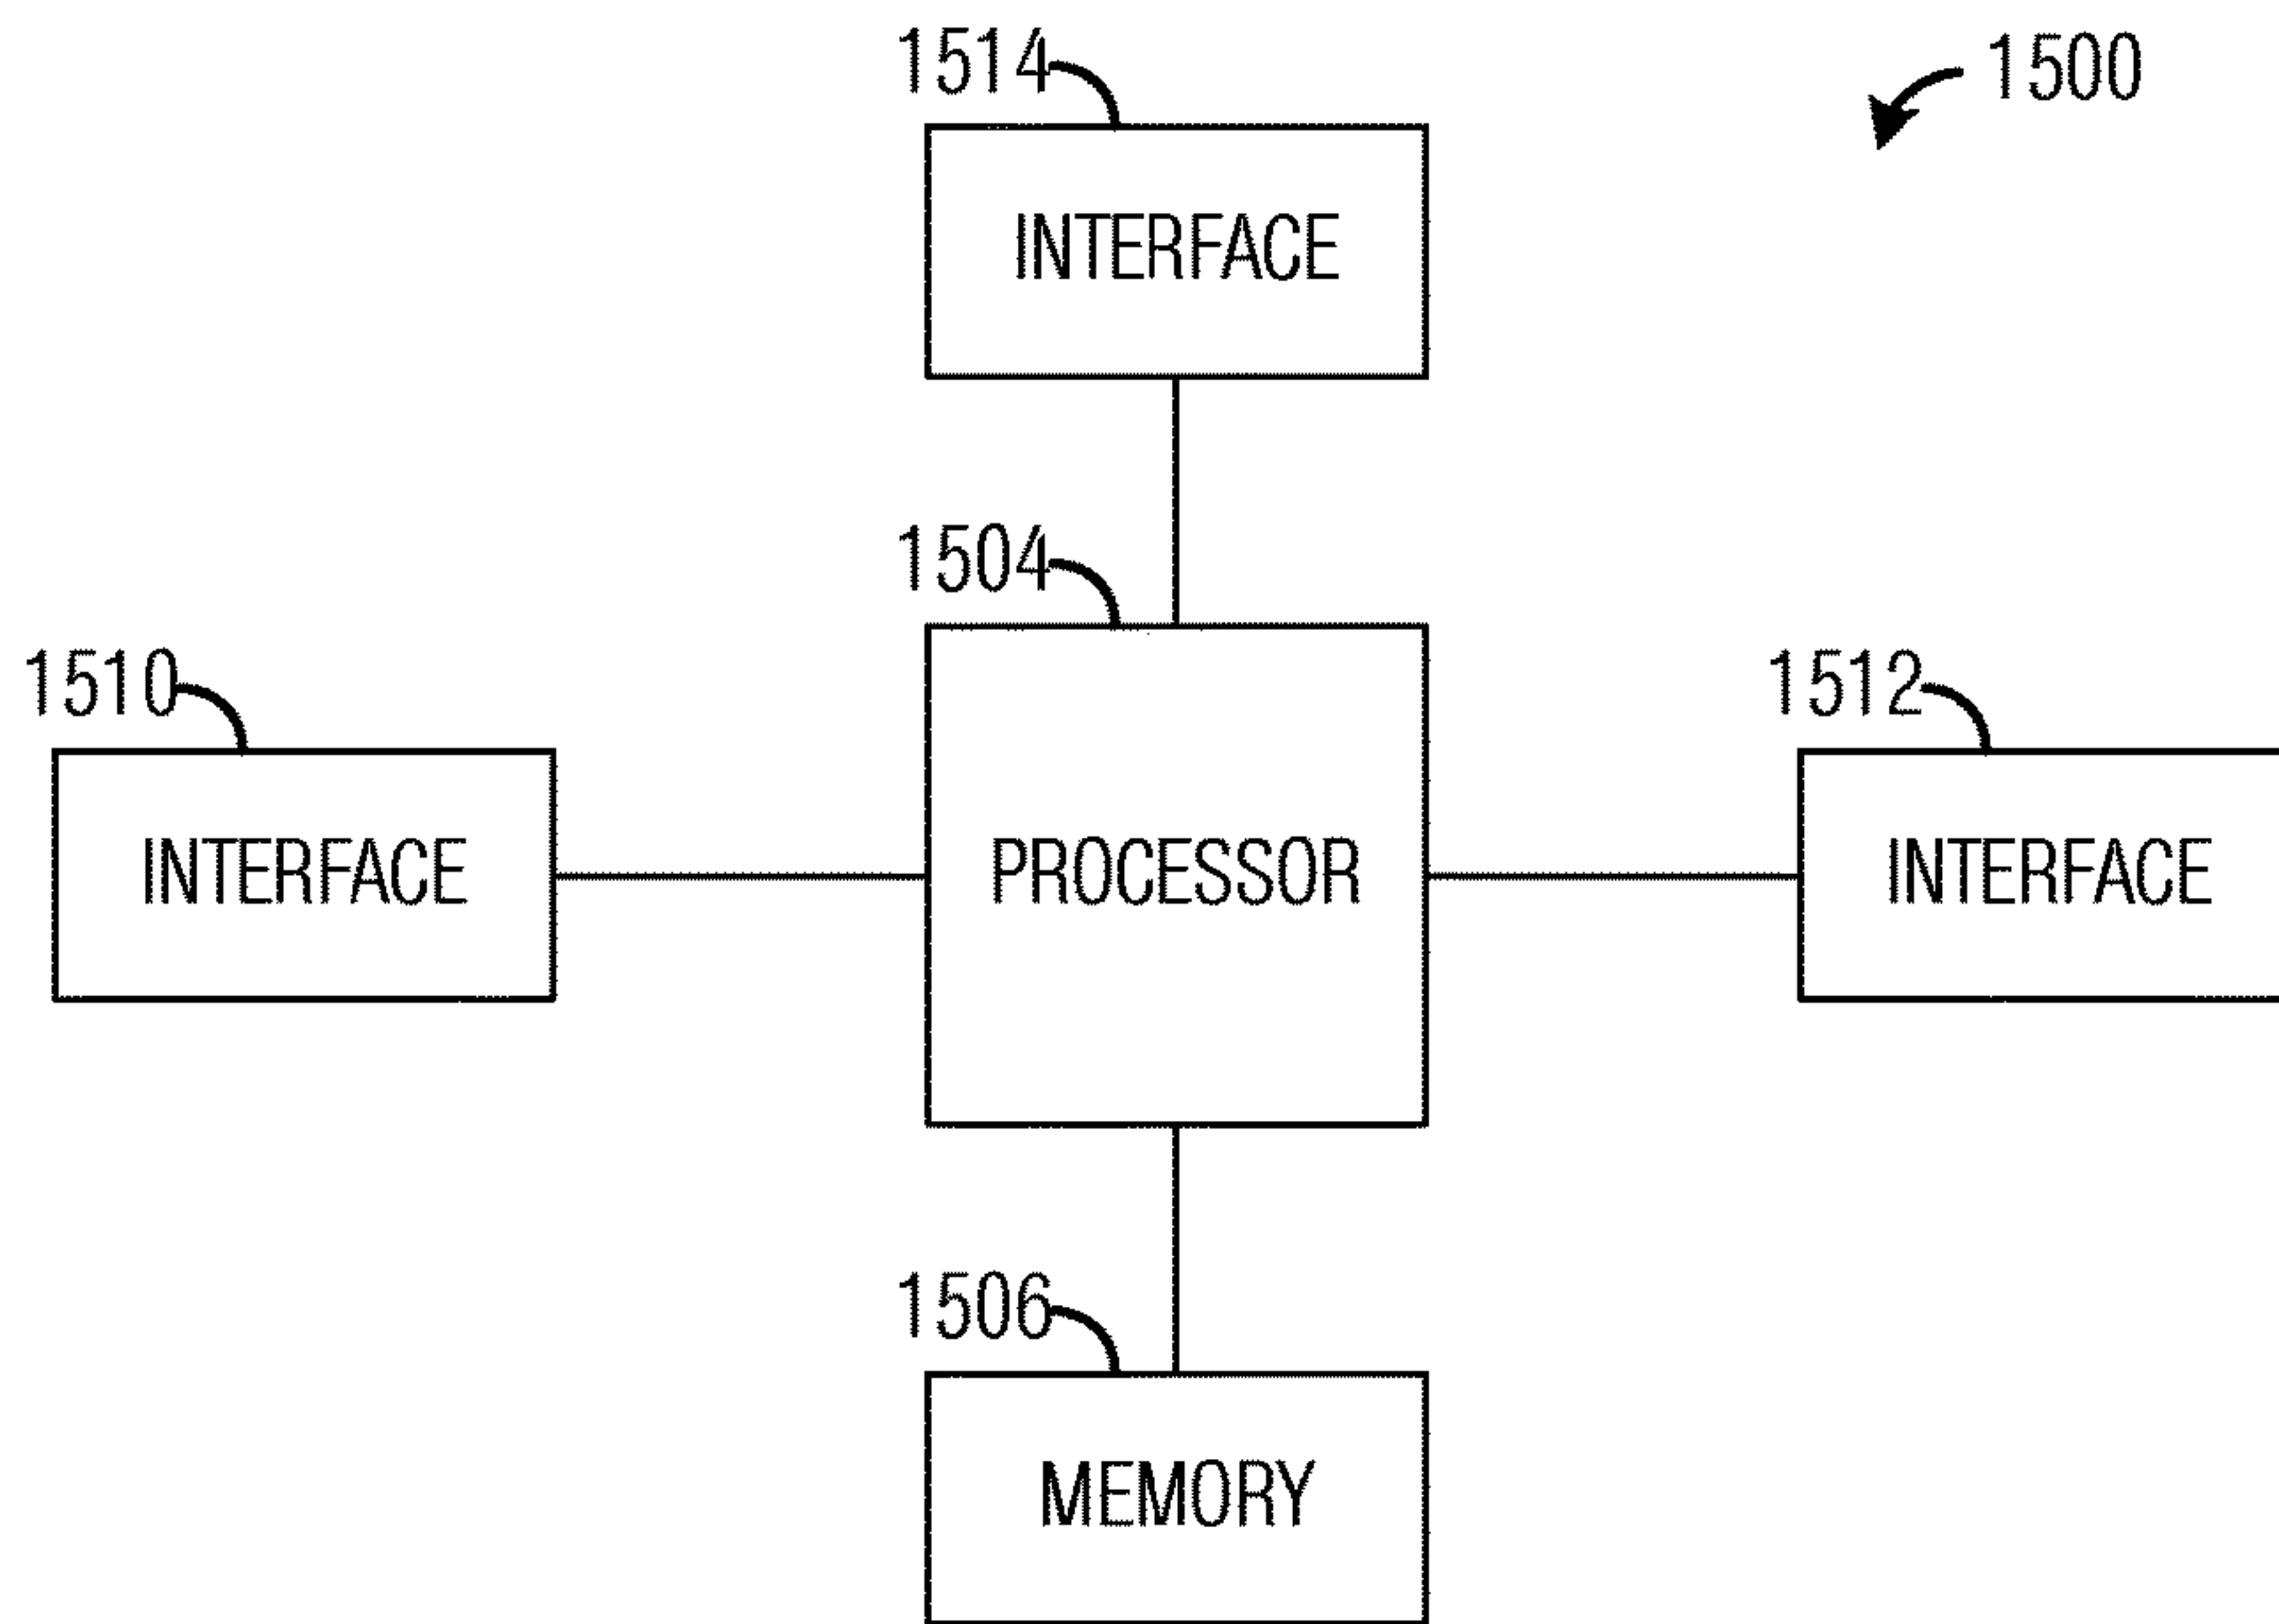 1514
1500
INTERFACE
1504
1510
1512
INTERFACE
PROCESSOR
INTERFACE
1506
MEMORY